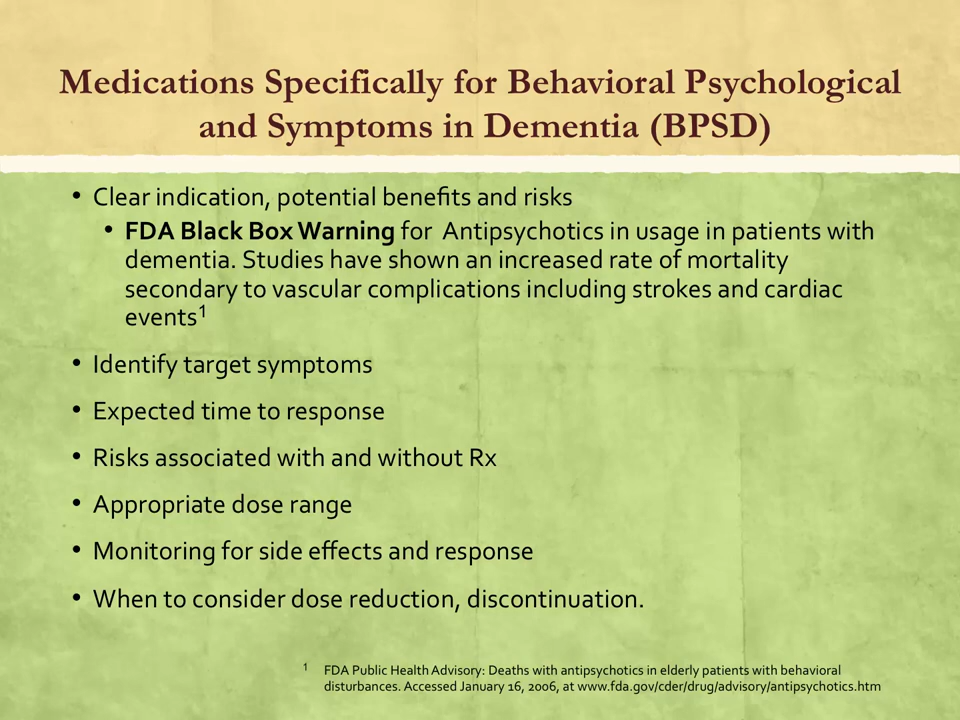 Medications Specifically for Behavioral Psychological
and Symptoms in Dementia (BPSD)
• Clear indication, potential benefits and risks
• FDA Black Box Warning for Antipsychotics in usage in patients with
dementia. Studies have shown an increased rate of mortality
secondary to vascular complications including strokes and cardiac
events¹
• Identify target symptoms
• Expected time to response
• Risks associated with and without Rx
• Appropriate dose range
• Monitoring for side effects and response
• When to consider dose reduction, discontinuation.
¹ FDA Public Health Advisory: Deaths with antipsychotics in elderly patients with behavioral
disturbances. Accessed January 16, 2006, at www.fda.gov/cder/drug/advisory/antipsychotics.htm